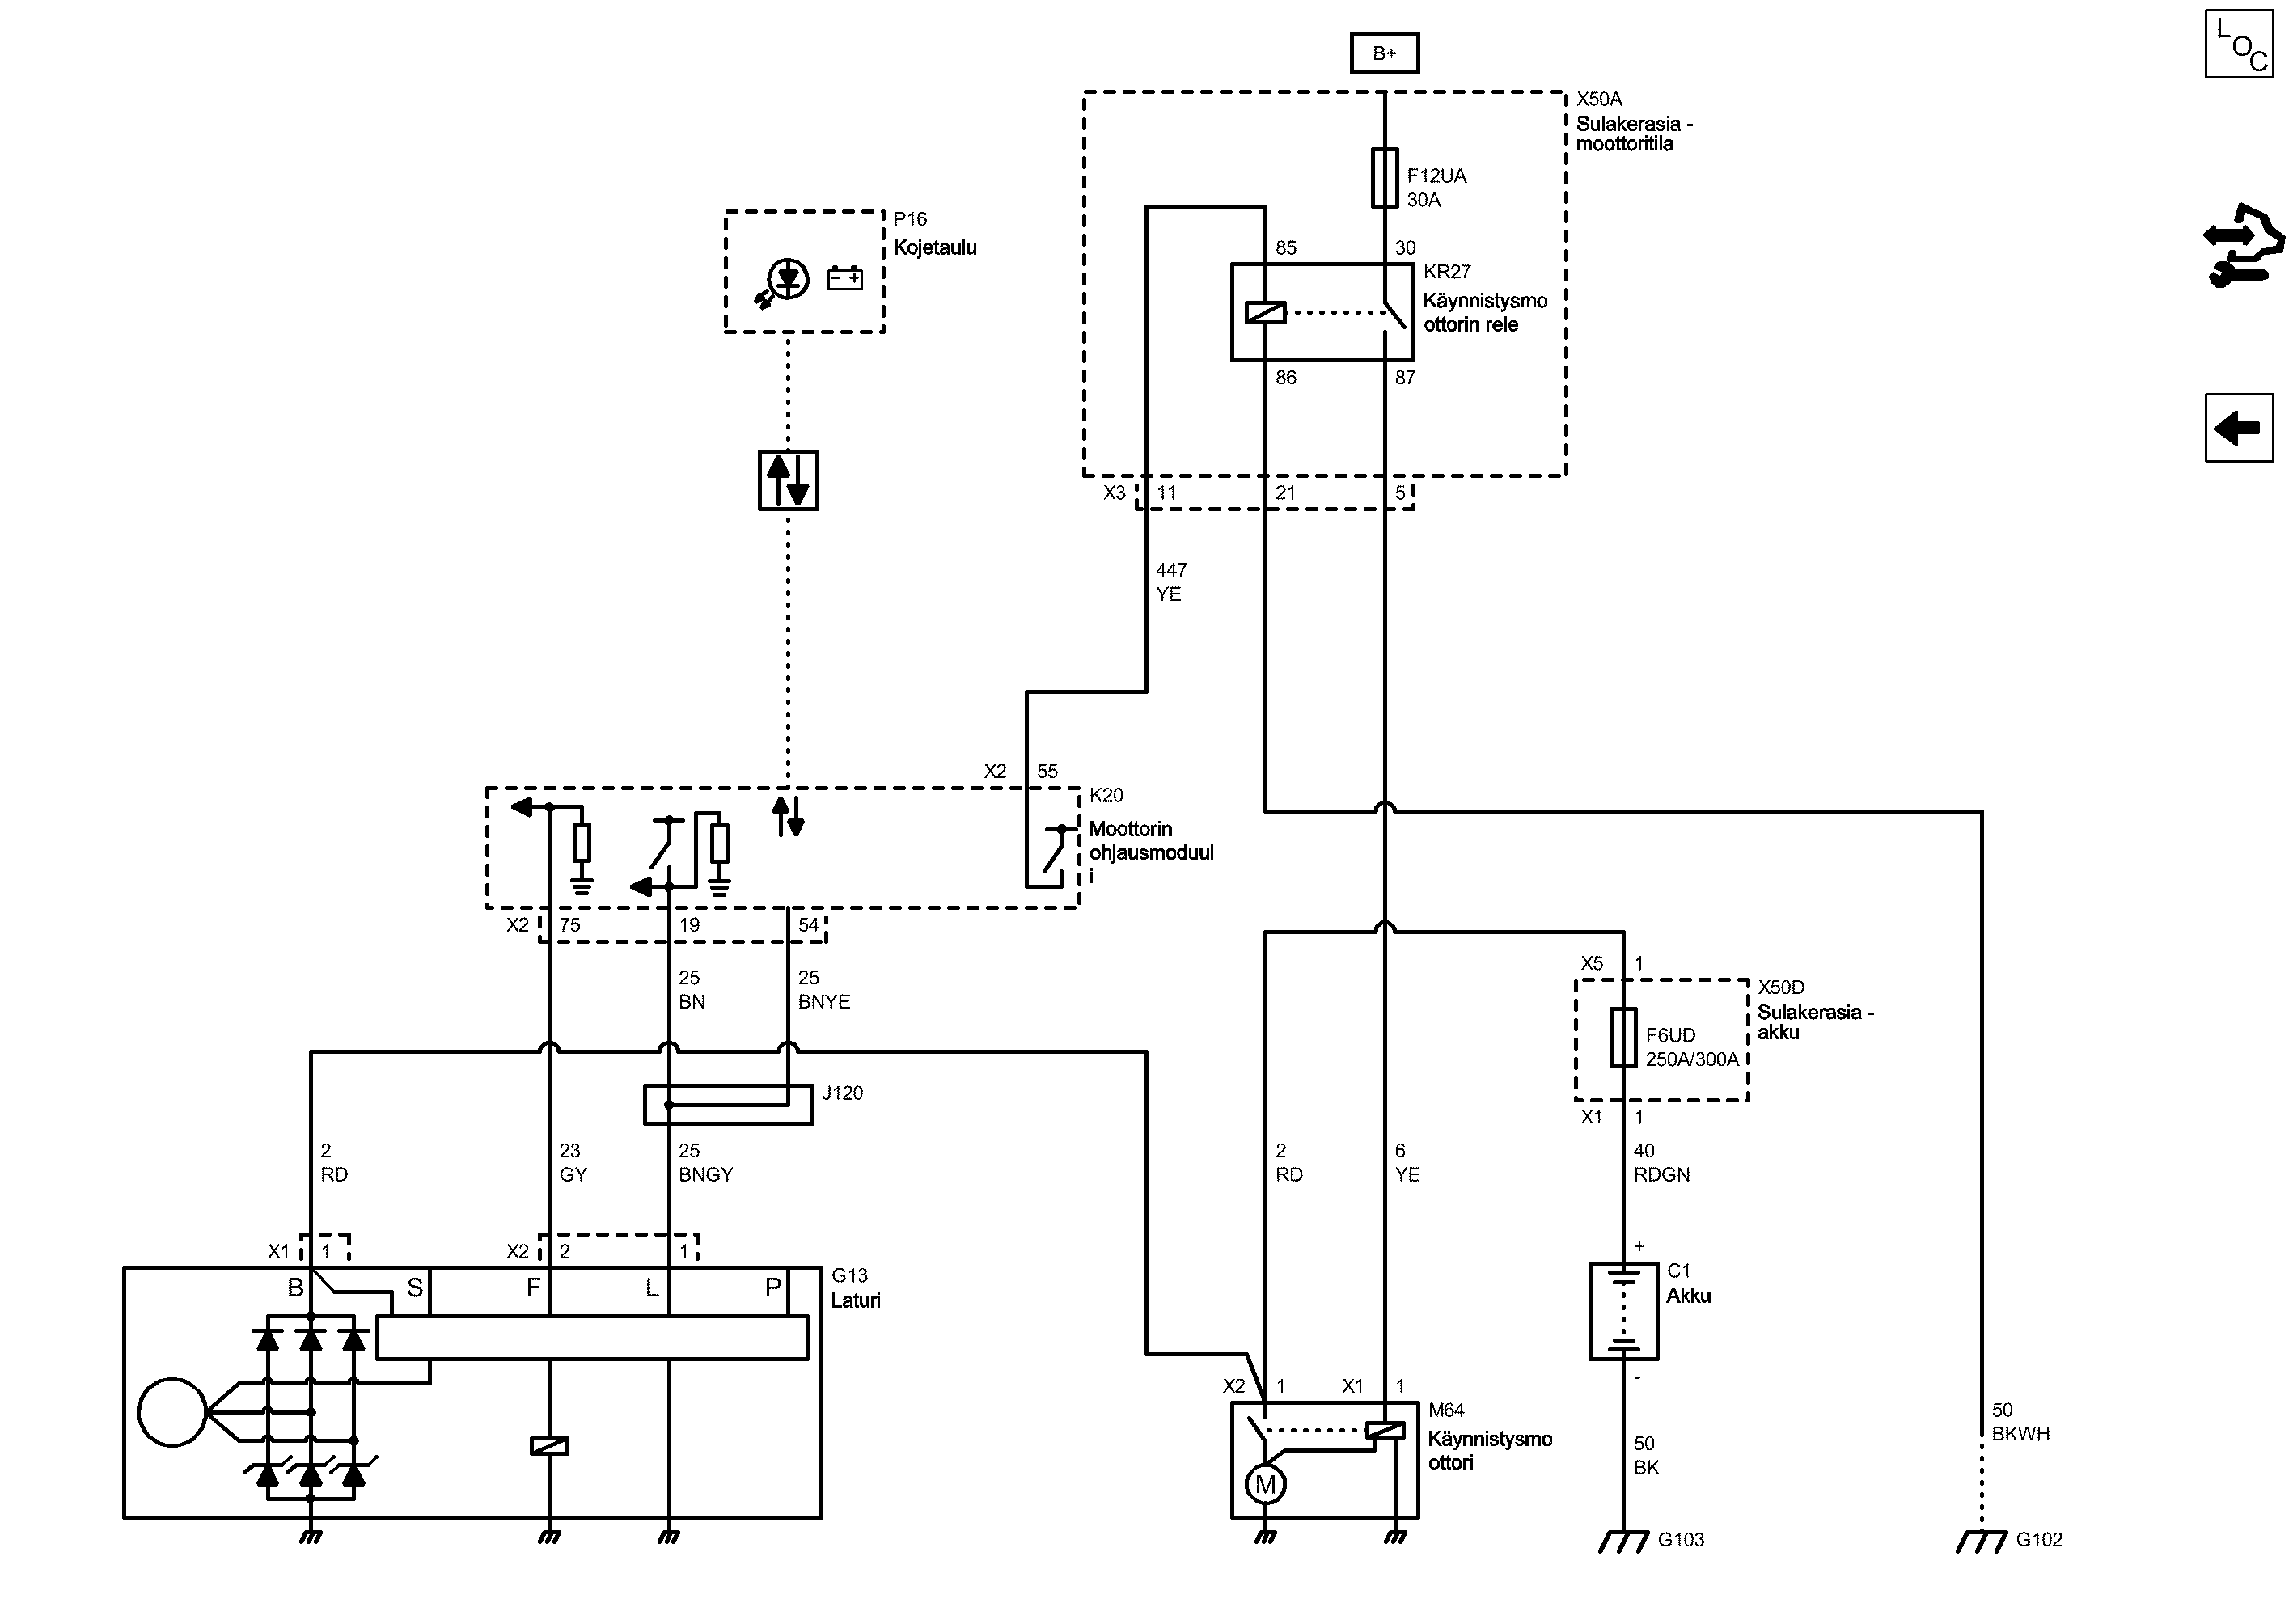 L O C
B+
X50A
Sulakerasia -
moottoritila
F12UA
30A
P16
Kojetaulu
- +
85 30
KR27
Käynnistysmo
ottorin rele
86 87
X3 11 21 5
447
YE
X2 55
K20
Moottorin
ohjausmoduul
i
X2 75 19 54
25
BN
25
BNYE
X5 1
X50D
Sulakerasia -
akku
F6UD
250A/300A
X1 1
J120
2
RD
23
GY
25
BNGY
2
RD
6
YE
40
RDGN
X1 1 X2 2 1
+
C1
Akku
-
G13
Laturi
B S F L P
X2 1 X1 1
M64
Käynnistysmo
ottori
M
50
BK
50
BKWH
G103
G102